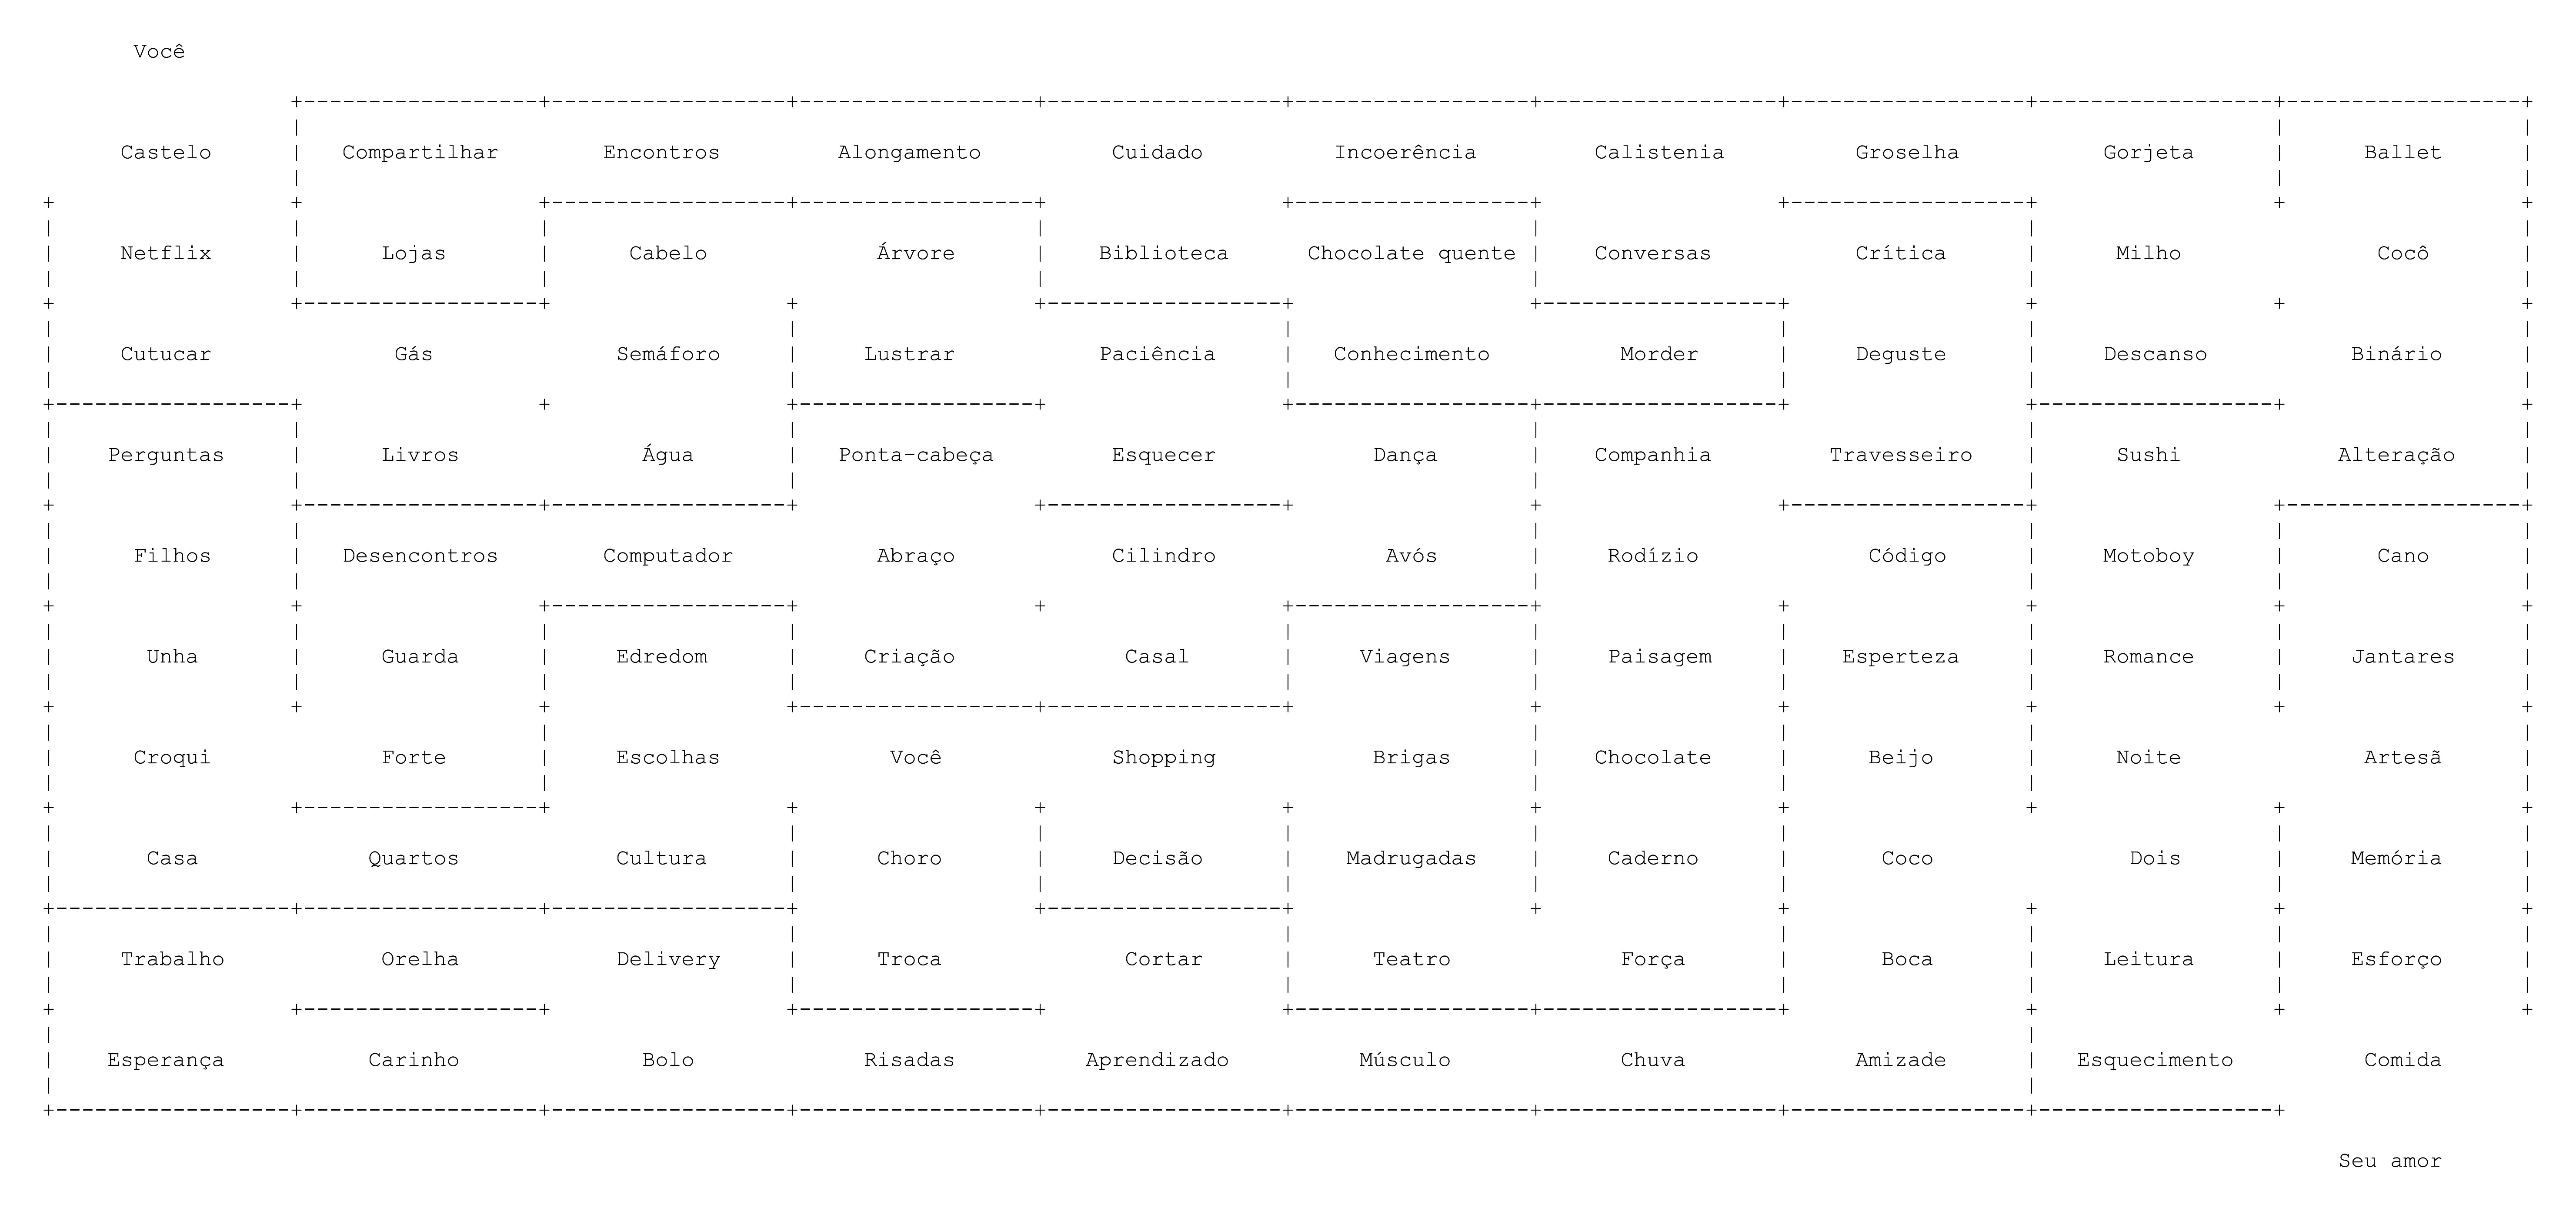 Você
Castelo Compartilhar Encontros Alongamento Cuidado Incoerência Calistenia Groselha Gorjeta Ballet
Netflix Lojas Cabelo Árvore Biblioteca Chocolate quente Conversas Crítica Milho Cocô
Cutucar Gás Semáforo Lustrar Paciência Conhecimento Morder Deguste Descanso Binário
Perguntas Livros Água Ponta-cabeça Esquecer Dança Companhia Travesseiro Sushi Alteração
Filhos Desencontros Computador Abraço Cilindro Avós Rodízio Código Motoboy Cano
Unha Guarda Edredom Criação Casal Viagens Paisagem Esperteza Romance Jantares
Croqui Forte Escolhas Você Shopping Brigas Chocolate Beijo Noite Artesã
Casa Quartos Cultura Choro Decisão Madrugadas Caderno Coco Dois Memória
Trabalho Orelha Delivery Troca Cortar Teatro Força Boca Leitura Esforço
Esperança Carinho Bolo Risadas Aprendizado Músculo Chuva Amizade Esquecimento Comida
Seu amor